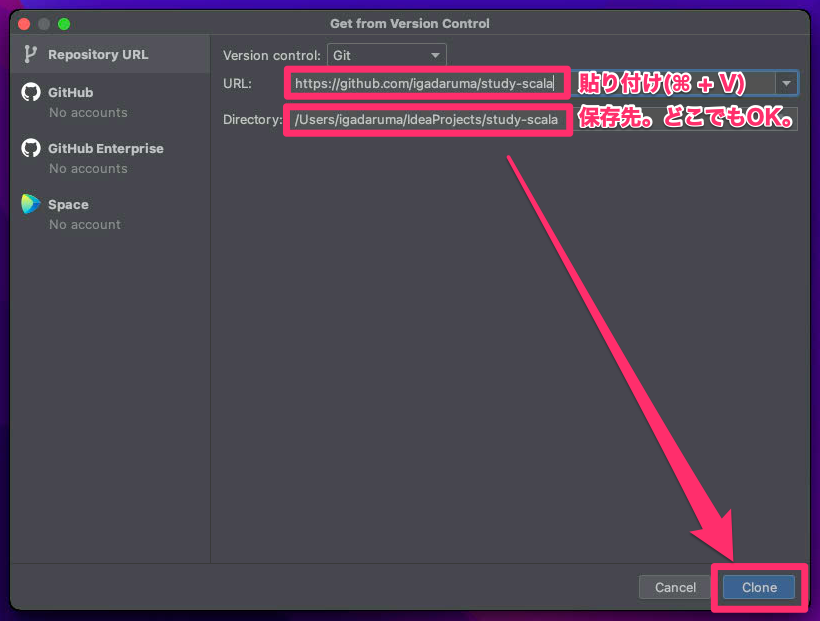 Get from Version Control
Repository URL
GitHub
No accounts
GitHub Enterprise
No accounts
Space
No account
Version control: Git
URL: https://github.com/igadaruma/study-scala 貼り付け(⌘ + V)
Directory: /Users/igadaruma/IdeaProjects/study-scala 保存先。どこでもOK。
Cancel Clone